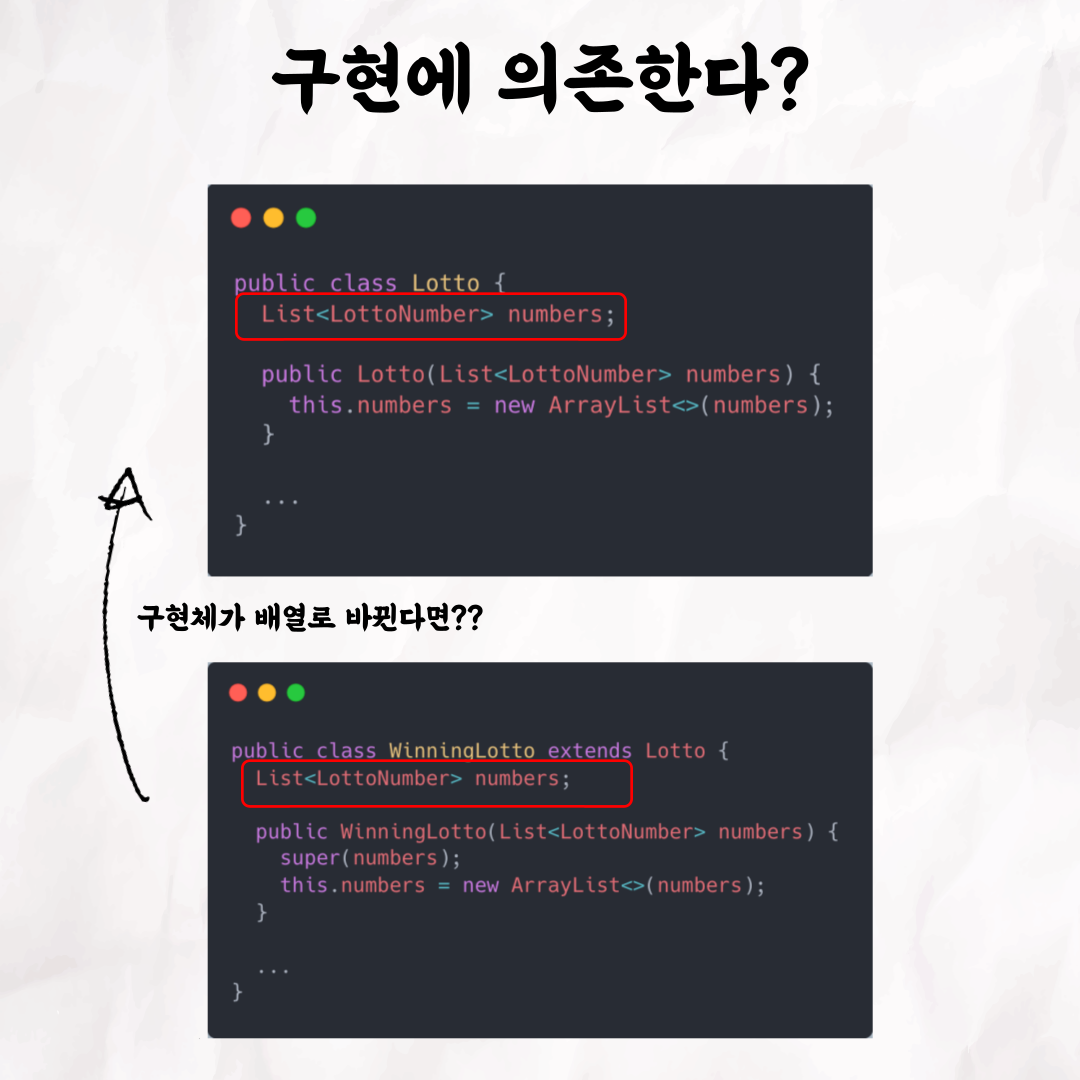 구현에 의존한다?
public class Lotto {
List<LottoNumber> numbers;
public Lotto(List<LottoNumber> numbers) {
this.numbers = new ArrayList<>(numbers);
}
...
}
구현체가 배열로 바뀐다면??
public class WinningLotto extends Lotto {
List<LottoNumber> numbers;
public WinningLotto(List<LottoNumber> numbers) {
super(numbers);
this.numbers = new ArrayList<>(numbers);
}
...
}